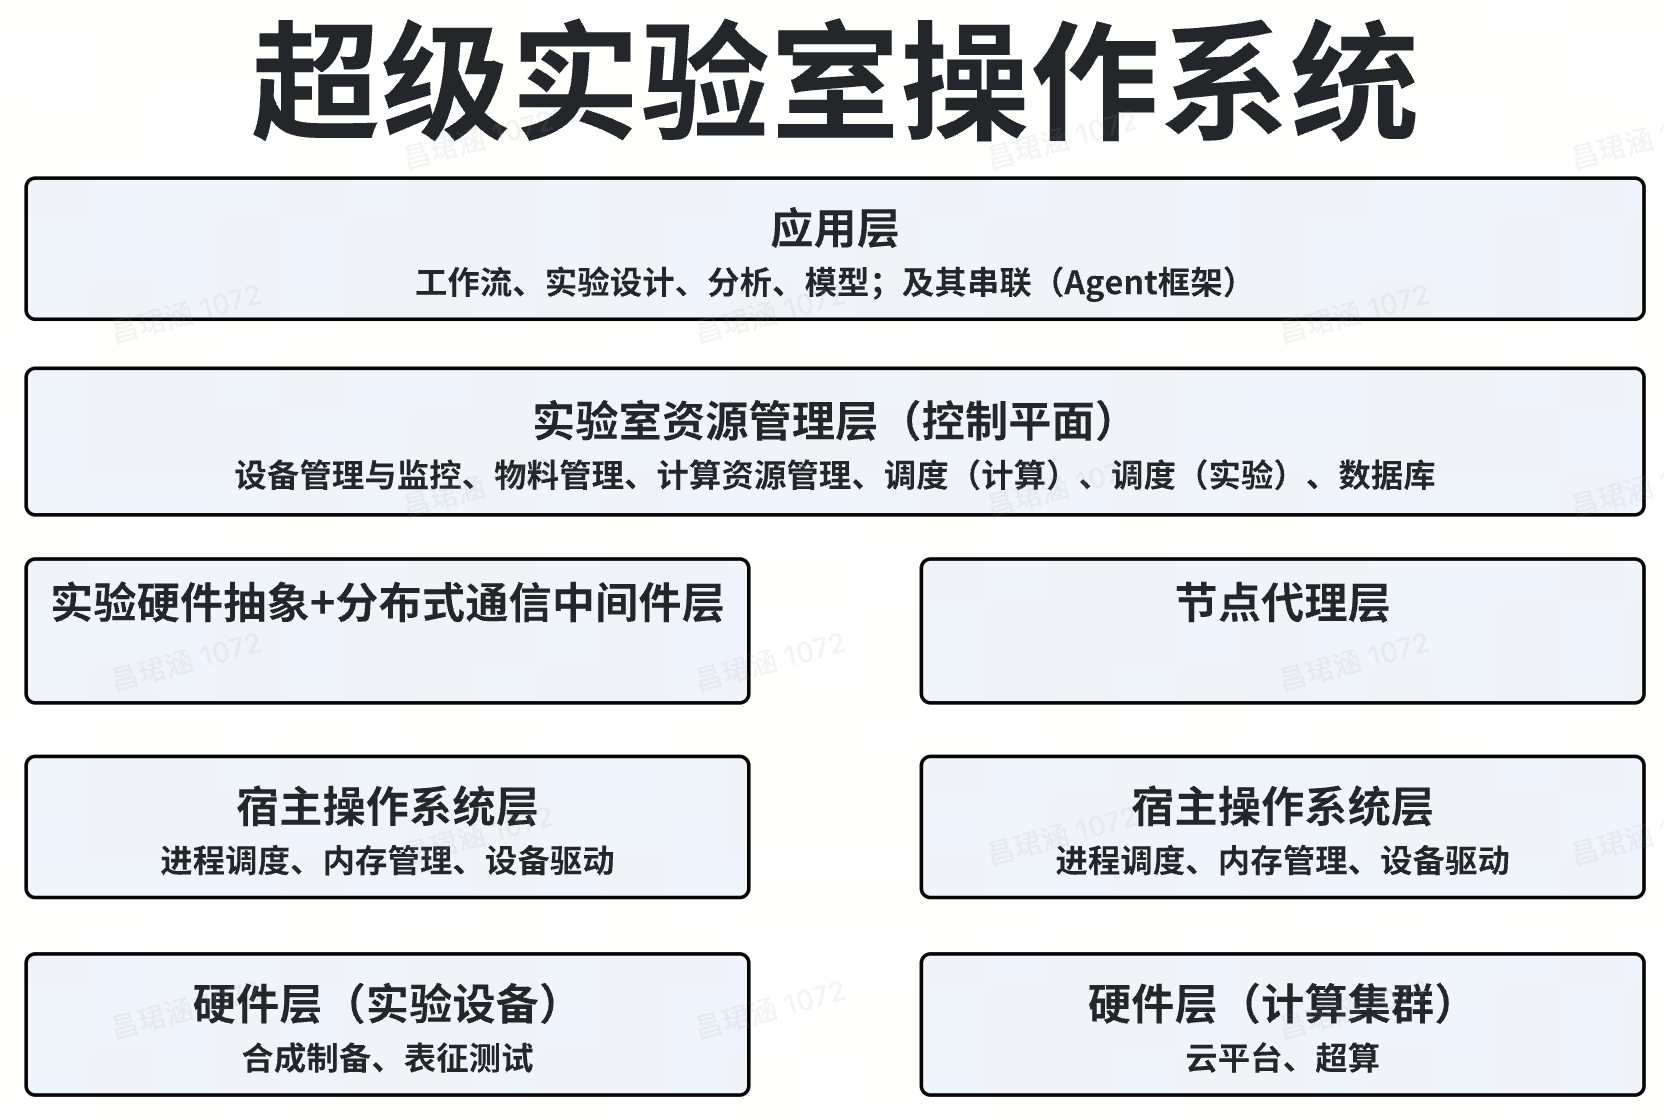 超级实验室操作系统
应用层
工作流、实验设计、分析、模型；及其串联（Agent框架）
实验室资源管理层（控制平面）
设备管理与监控、物料管理、计算资源管理、调度（计算）、调度（实验）、数据库
实验硬件抽象+分布式通信中间件层
节点代理层
宿主操作系统层
进程调度、内存管理、设备驱动
宿主操作系统层
进程调度、内存管理、设备驱动
硬件层（实验设备）
合成制备、表征测试
硬件层（计算集群）
云平台、超算
昌珺涵 1072